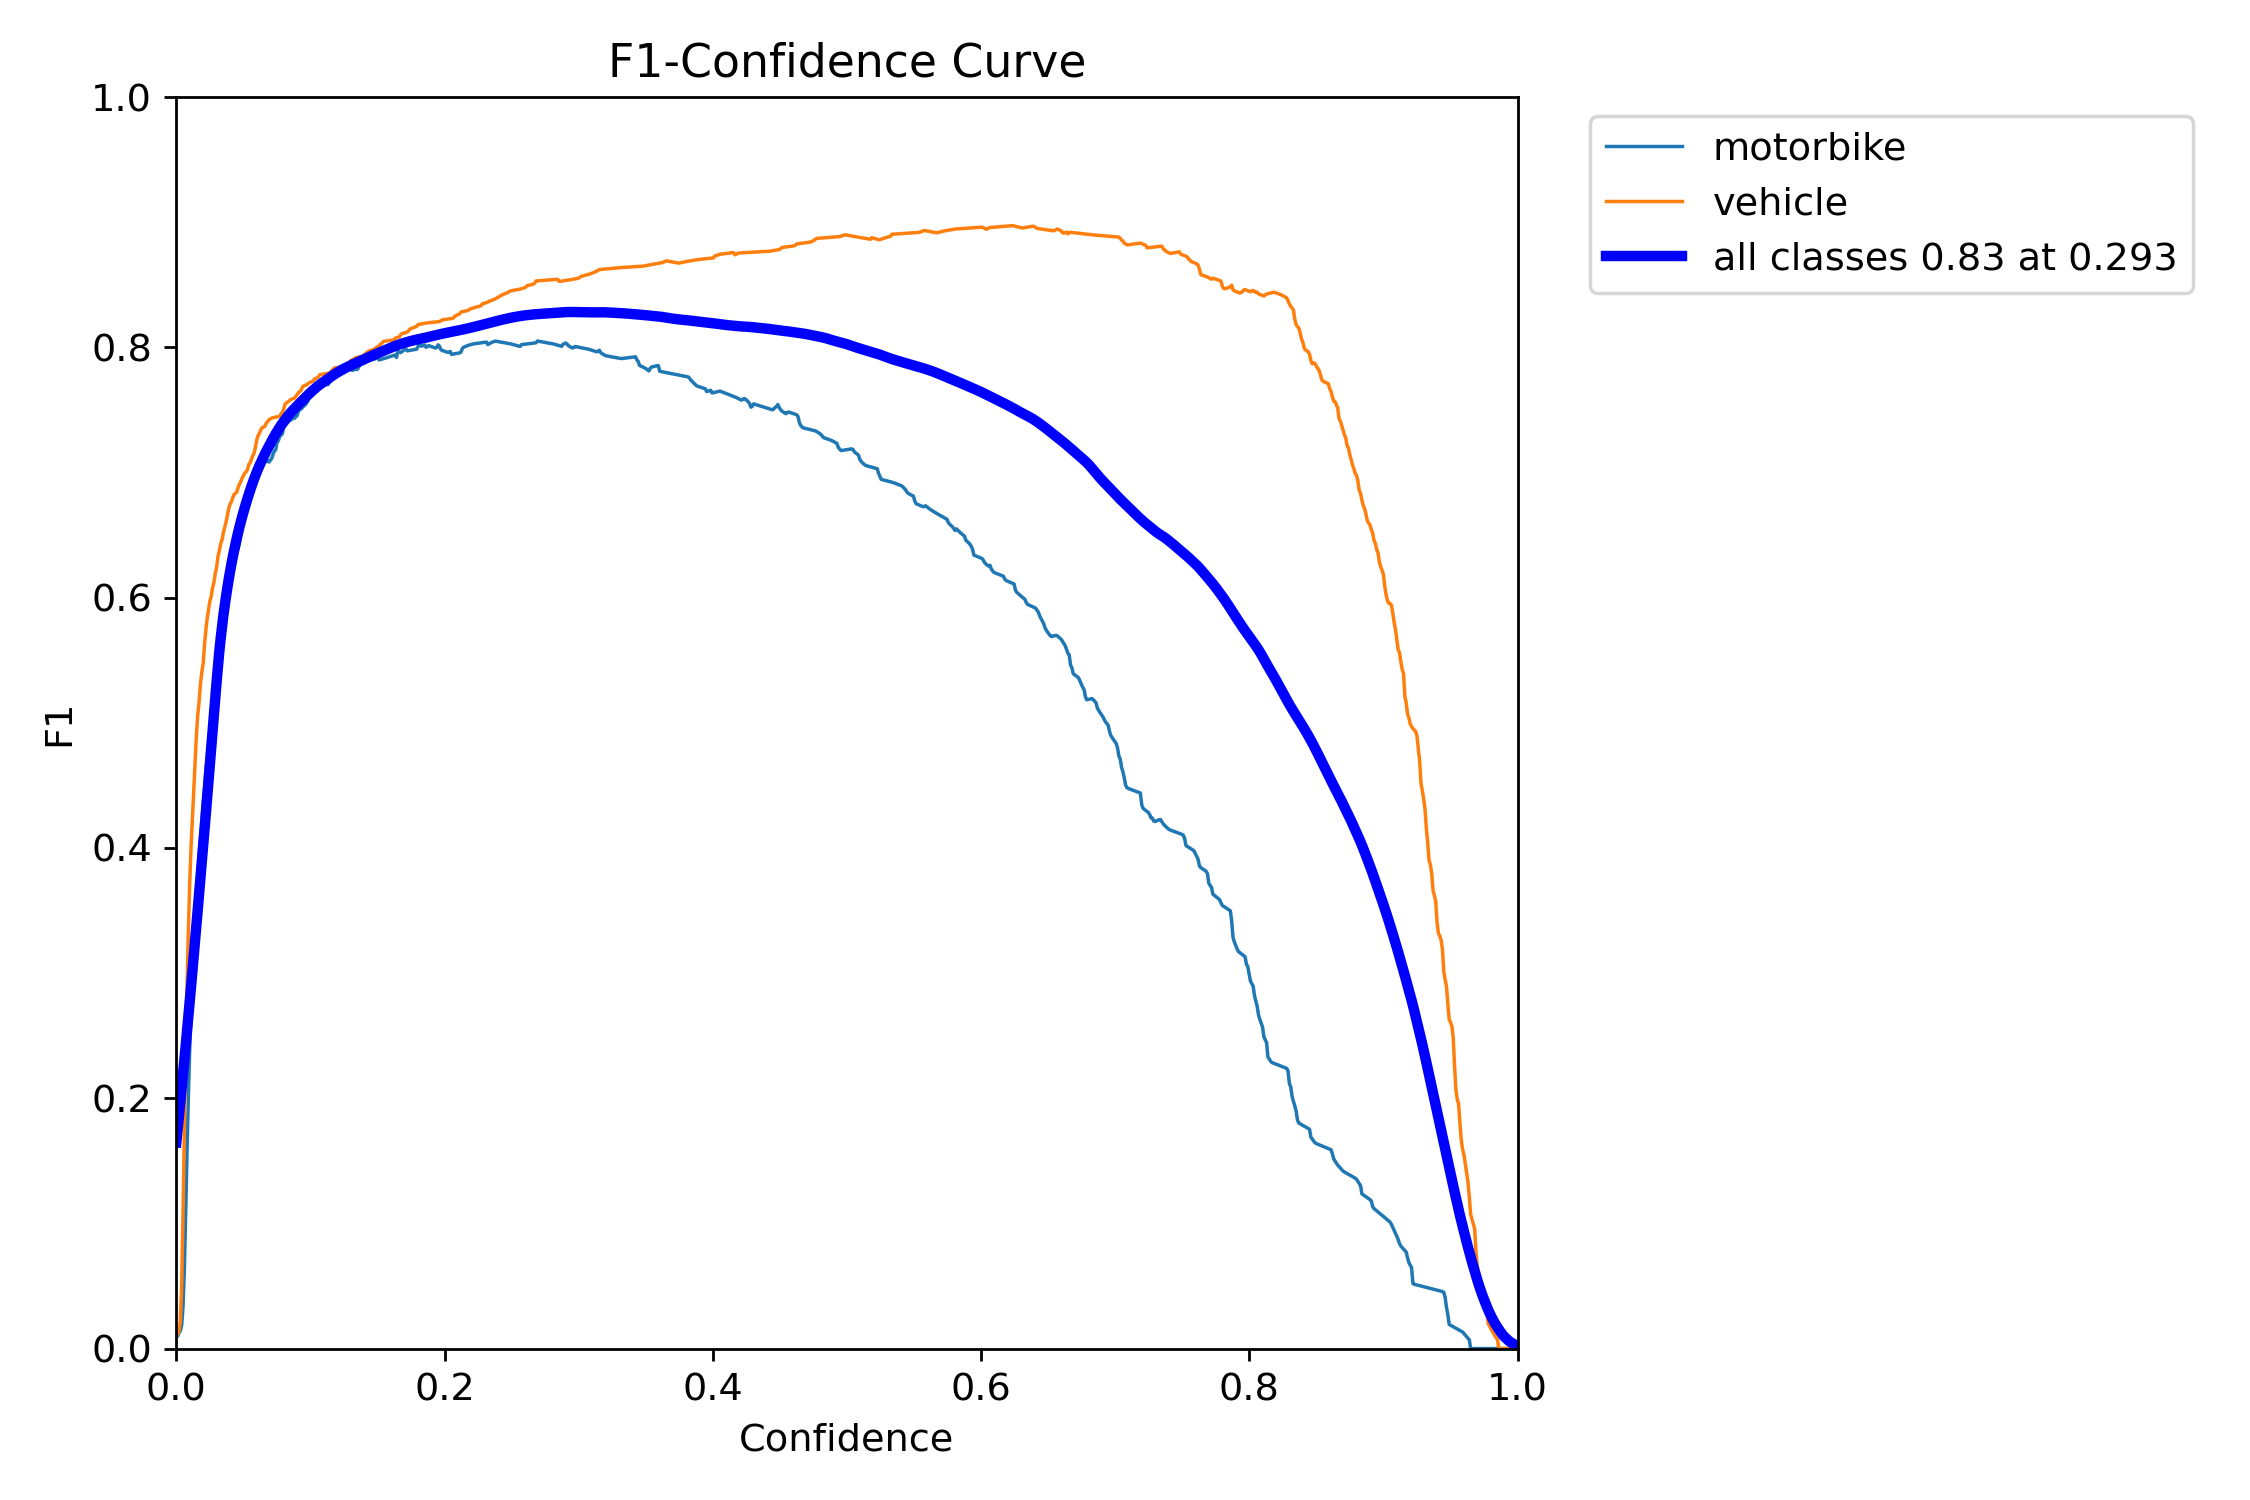 F1-Confidence Curve
motorbike
vehicle
all classes 0.83 at 0.293
F1
1.0
0.8
0.6
0.4
0.2
0.0
0.0 0.2 0.4 0.6 0.8 1.0
Confidence